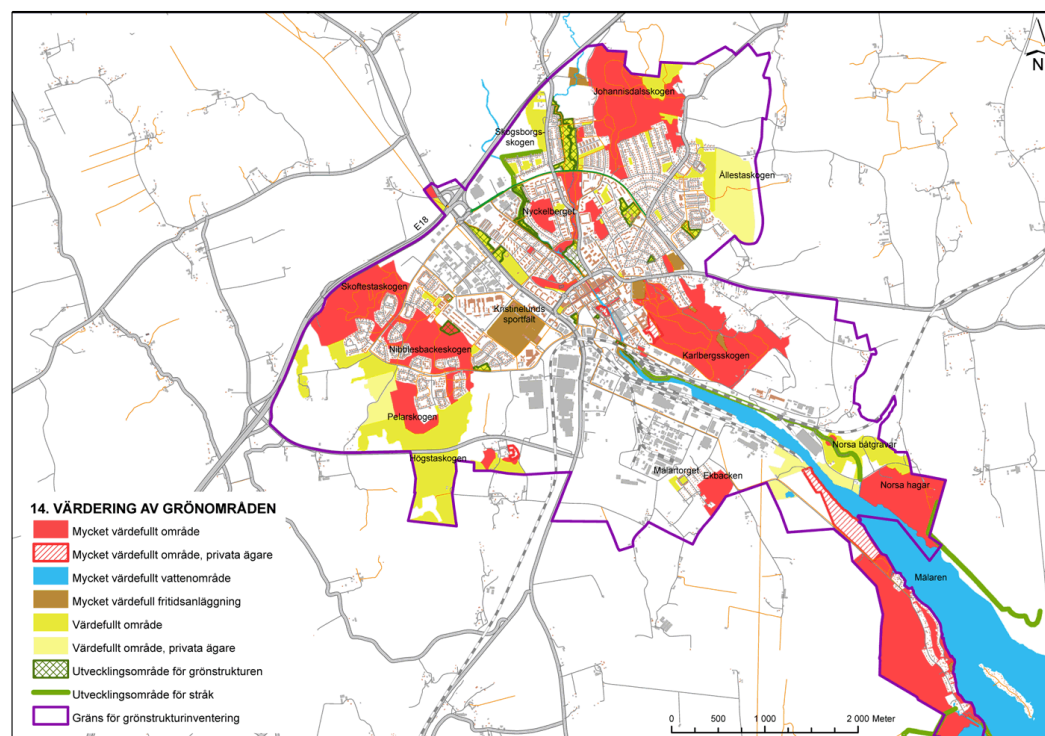 N
Johannisdalsskogen
Skogsborgs-
skogen
Ållestaskogen
Nyckelberget
E18
Skoftestaskogen
Kristinelunds
sportfält
Nibblesbackeskogen
Karlbergsskogen
Pelarskogen
Högstaskogen
Norsa båtgravar
Mälartorget
Ekbacken
Norsa hagar
Mälaren
14. VÄRDERING AV GRÖNOMRÅDEN
Mycket värdefullt område
Mycket värdefullt område, privata ägare
Mycket värdefullt vattenområde
Mycket värdefull fritidsanläggning
Värdefullt område
Värdefullt område, privata ägare
Utvecklingsområde för grönstrukturen
Utvecklingsområde för stråk
Gräns för grönstrukturinventering
0 500 1 000 2 000 Meter